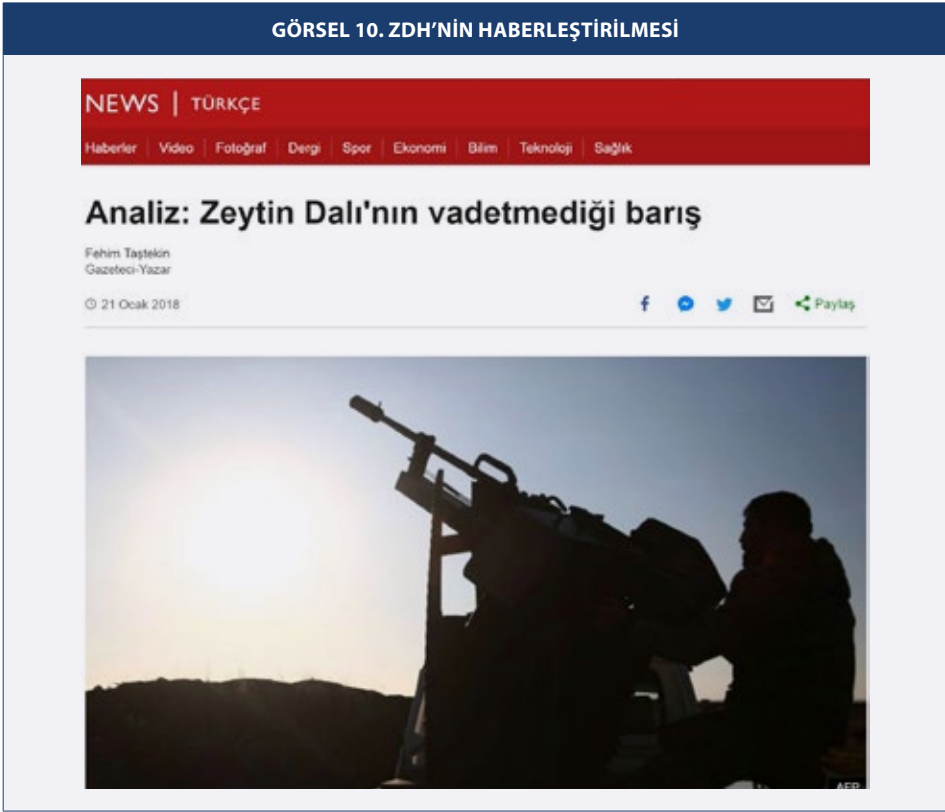 GÖRSEL 10. ZDH’NİN HABERLEŞTİRİLMESİ
NEWS | TÜRKÇE
Haberler Video Fotoğraf Dergi Spor Ekonomi Bilim Teknoloji Sağlık
Analiz: Zeytin Dalı'nın vadetmediği barış
Fehim Taştekin
Gazeteci-Yazar
21 Ocak 2018
Paylaş
AFP